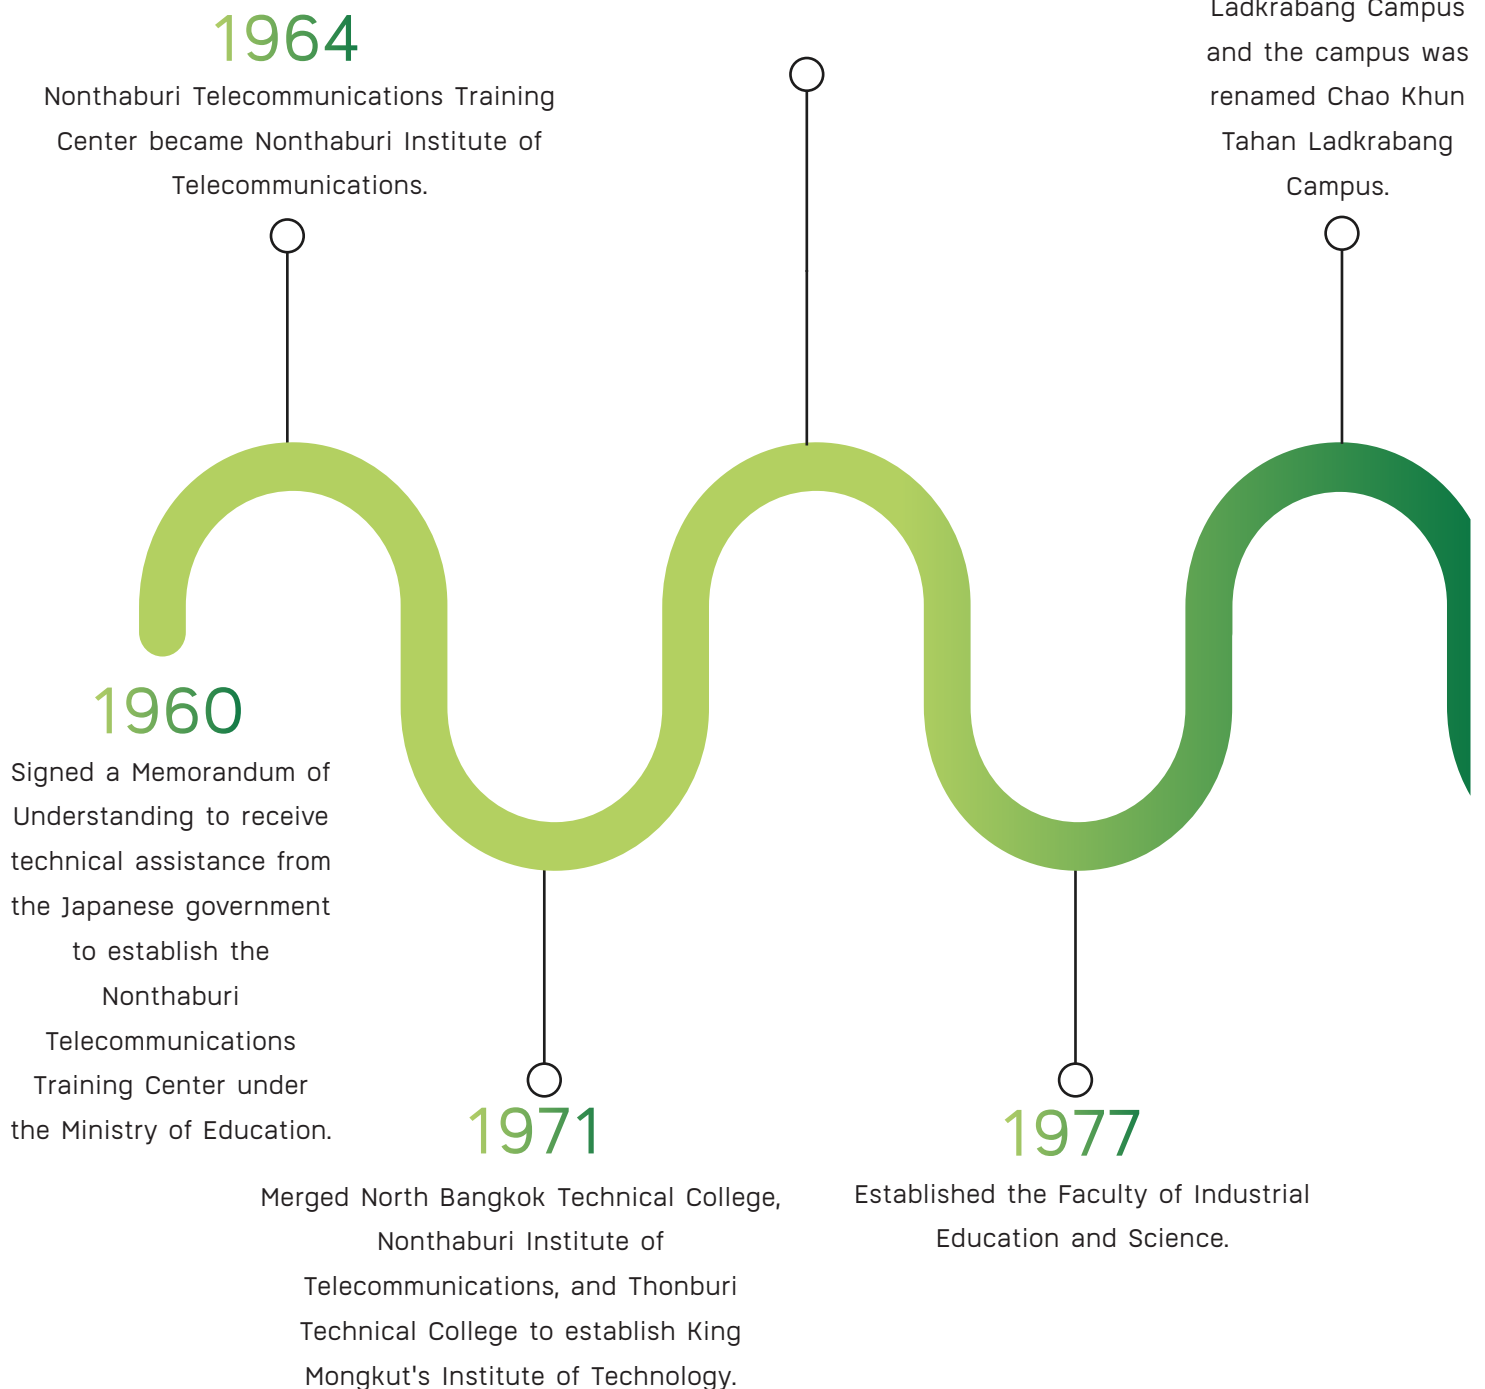 1964
Nonthaburi Telecommunications Training
Center became Nonthaburi Institute of
Telecommunications.
Ladkrabang Campus
and the campus was
renamed Chao Khun
Tahan Ladkrabang
Campus.
1960
Signed a Memorandum of
Understanding to receive
technical assistance from
the Japanese government
to establish the
Nonthaburi
Telecommunications
Training Center under
the Ministry of Education.
1971
Merged North Bangkok Technical College,
Nonthaburi Institute of
Telecommunications, and Thonburi
Technical College to establish King
Mongkut's Institute of Technology.
1977
Established the Faculty of Industrial
Education and Science.